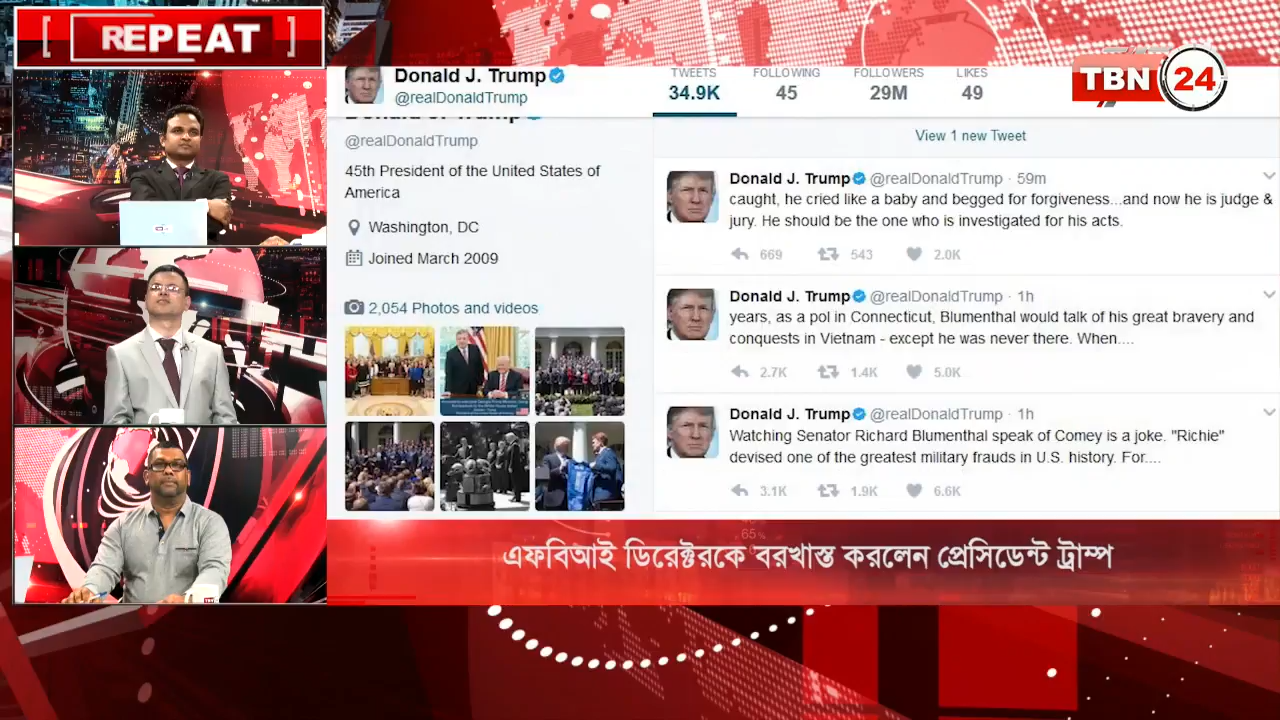 [ REPEAT ]
TBN 24
Donald J. Trump
@realDonaldTrump
TWEETS FOLLOWING FOLLOWERS LIKES
34.9K 45 29M 49
Donald J. Trump
@realDonaldTrump
45th President of the United States of
America
Washington, DC
Joined March 2009
2,054 Photos and videos
View 1 new Tweet
Donald J. Trump @realDonaldTrump · 59m
caught, he cried like a baby and begged for forgiveness...and now he is judge &
jury. He should be the one who is investigated for his acts.
669 543 2.0K
Donald J. Trump @realDonaldTrump · 1h
years, as a pol in Connecticut, Blumenthal would talk of his great bravery and
conquests in Vietnam - except he was never there. When....
2.7K 1.4K 5.0K
Donald J. Trump @realDonaldTrump · 1h
Watching Senator Richard Blumenthal speak of Comey is a joke. "Richie"
devised one of the greatest military frauds in U.S. history. For....
3.1K 1.9K 6.6K
65%
এফবিআই ডিরেক্টরকে বরখাস্ত করলেন প্রেসিডেন্ট ট্রাম্প
TBN